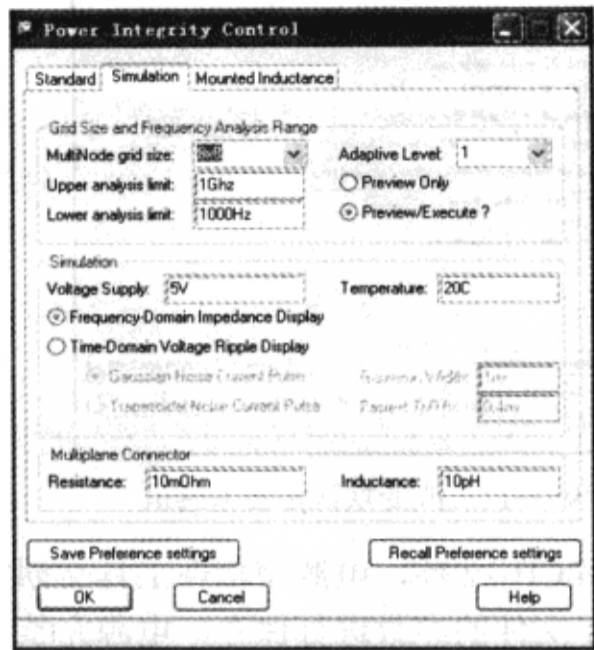 Power Integrity Control
Standard Simulation Mounted Inductance
Grid Size and Frequency Analysis Range
MultiNode grid size: Adaptive Level: 1
Upper analysis limit: 1Ghz Preview Only
Lower analysis limit: 1000Hz Preview/Execute ?
Simulation
Voltage Supply: 5V Temperature: 20C
Frequency-Domain Impedance Display
Time-Domain Voltage Ripple Display
Gaussian Noise Current Pulse
Trapezoidal Noise Current Pulse
Multiplane Connector
Resistance: 10mOhm Inductance: 10pH
Save Preference settings Recall Preference settings
OK Cancel Help